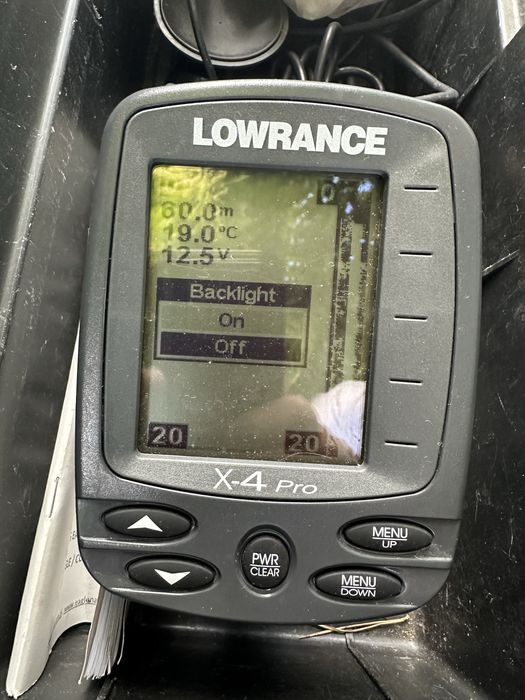 LOWRANCE
0
60.0m
19.0°C
12.5v
Backlight
On
Off
20
20
X-4 Pro
MENU
UP
PWR
CLEAR
MENU
DOWN